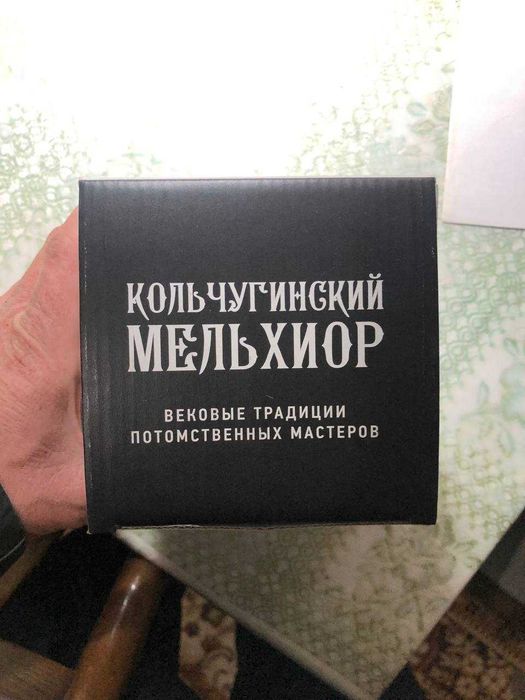 КОЛЬЧУГИНСКИЙ
МЕЛЬХИОР
ВЕКОВЫЕ ТРАДИЦИИ
ПОТОМСТВЕННЫХ МАСТЕРОВ